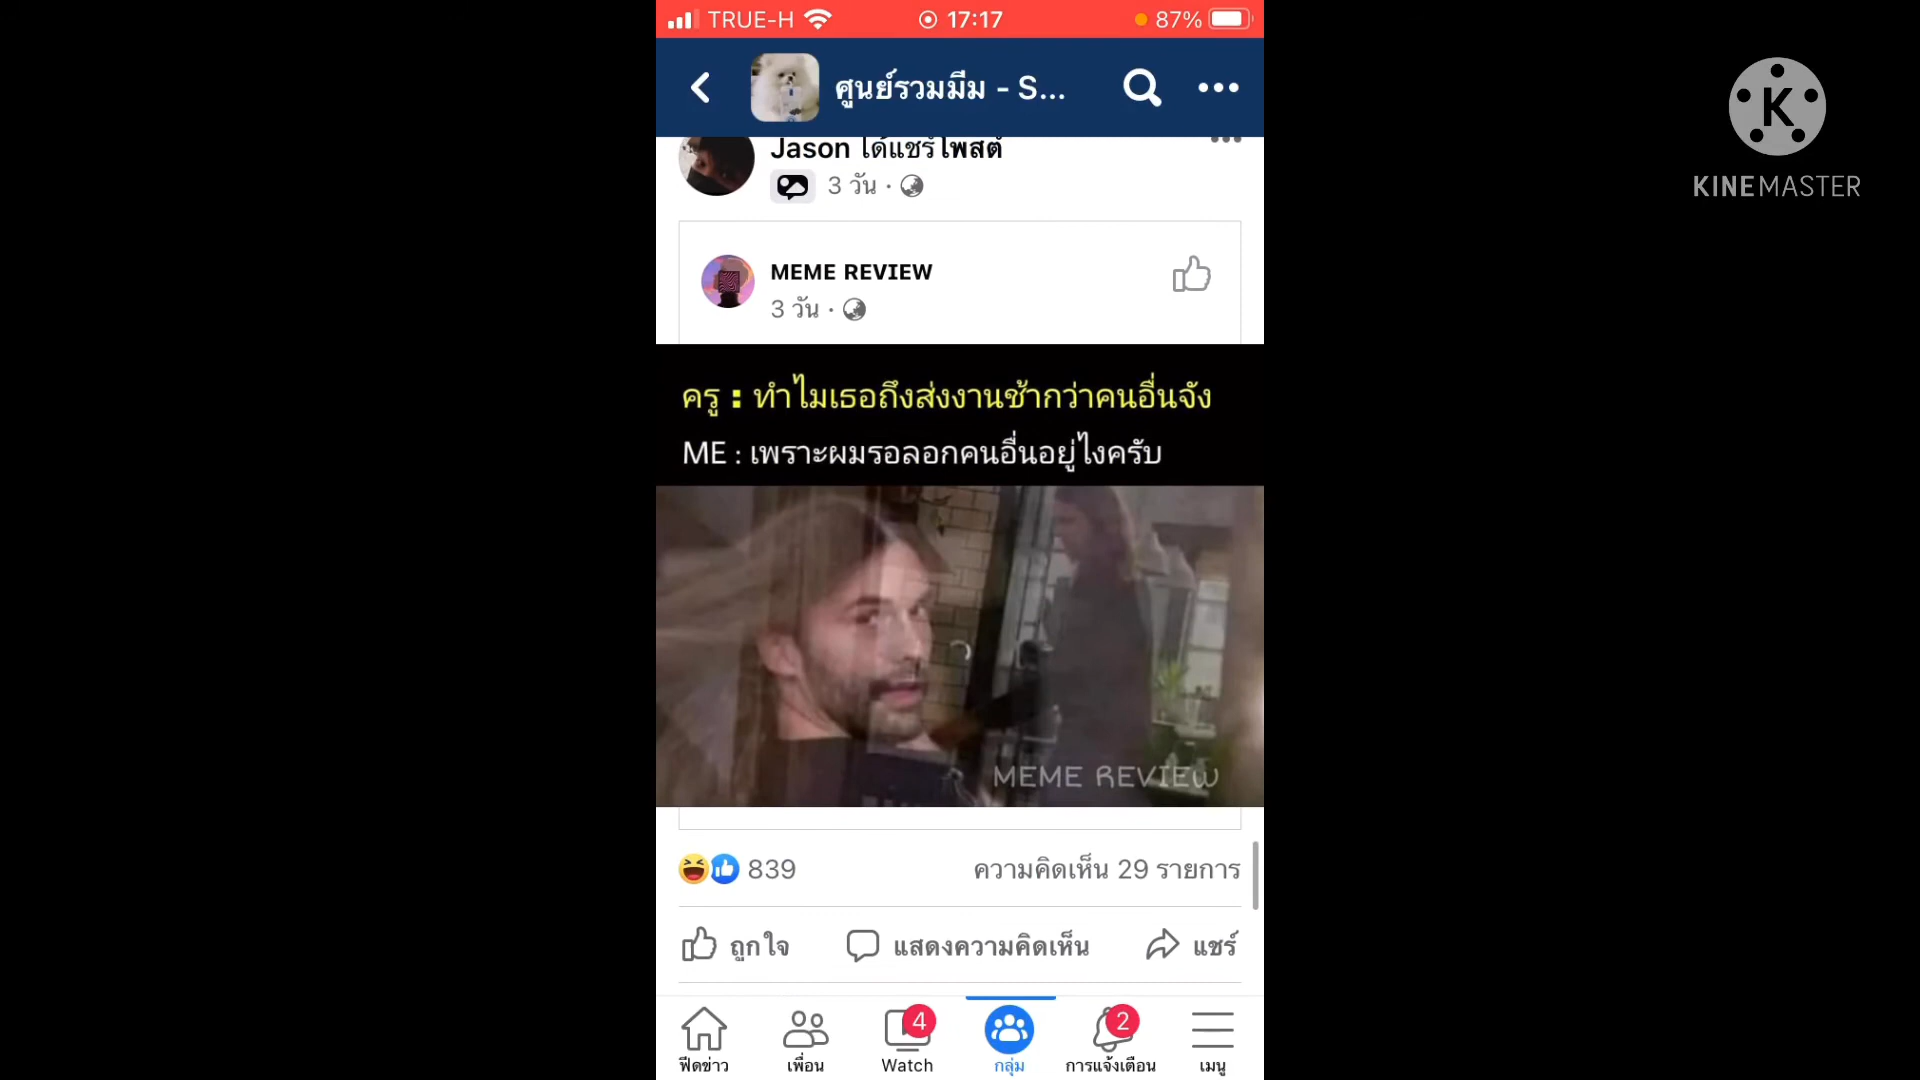 TRUE-H
17:17
87%
ศูนย์รวมมีม - S...
Jason ได้แชร์โพสต์
3 วัน ·
MEME REVIEW
3 วัน ·
ครู : ทำไมเธอถึงส่งงานช้ากว่าคนอื่นจัง
ME : เพราะผมรอลอกคนอื่นอยู่ไงครับ
MEME REVIEW
839
ความคิดเห็น 29 รายการ
ถูกใจ
แสดงความคิดเห็น
แชร์
4
2
ฟีดข่าว
เพื่อน
Watch
กลุ่ม
การแจ้งเตือน
เมนู
K
KINEMASTER